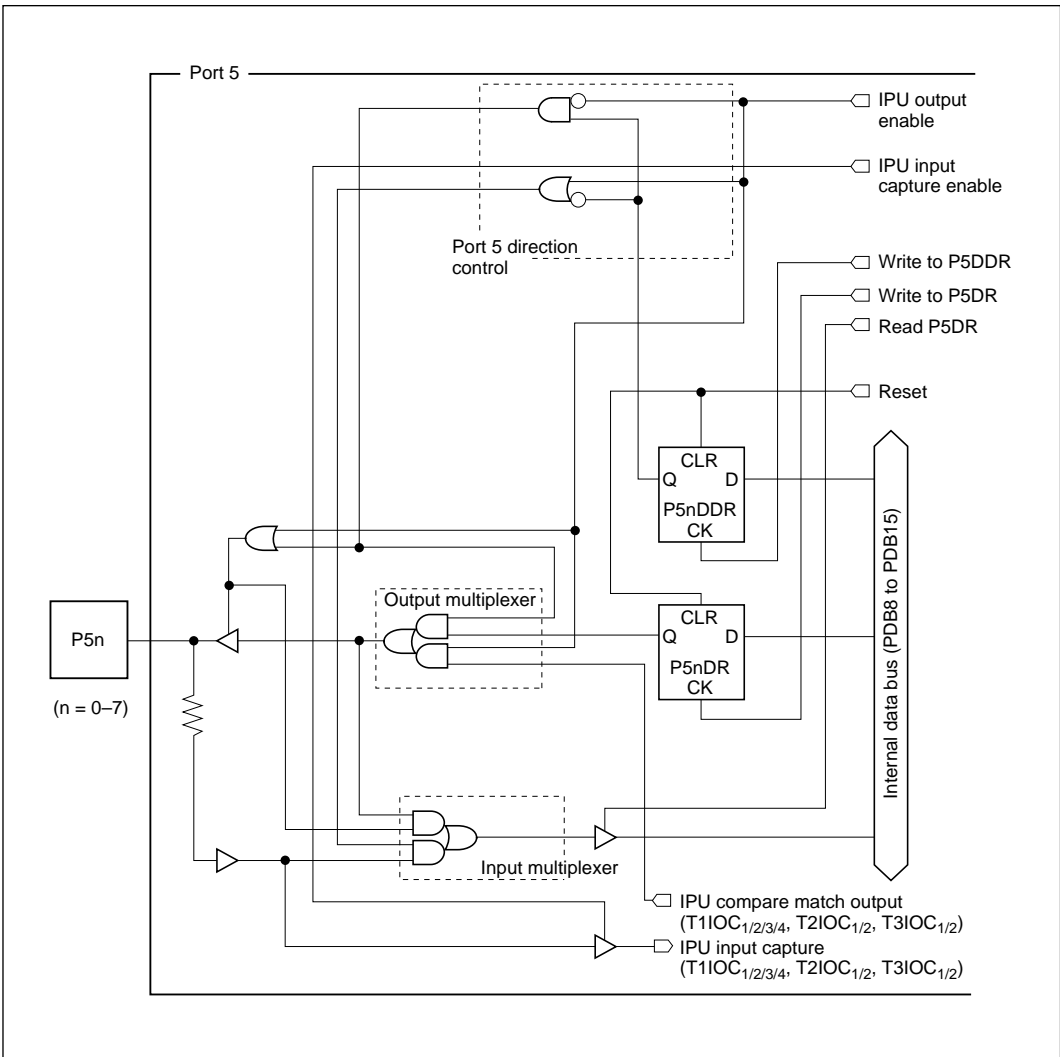 Port 5
IPU output
enable
IPU input
capture enable
Port 5 direction
control
Write to P5DDR
Write to P5DR
Read P5DR
Reset
CLR
Q D
P5nDDR
CK
Output multiplexer
CLR
Q D
P5nDR
CK
P5n
(n = 0–7)
Internal data bus (PDB8 to PDB15)
Input multiplexer
IPU compare match output
(T1IOC1/2/3/4, T2IOC1/2, T3IOC1/2)
IPU input capture
(T1IOC1/2/3/4, T2IOC1/2, T3IOC1/2)